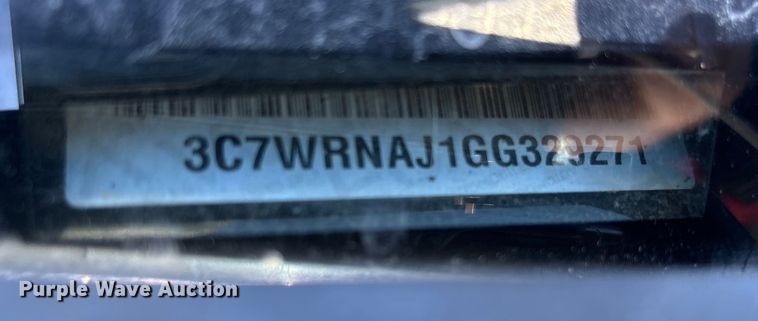 3C7WRNAJ1GG329271
Purple Wave Auction